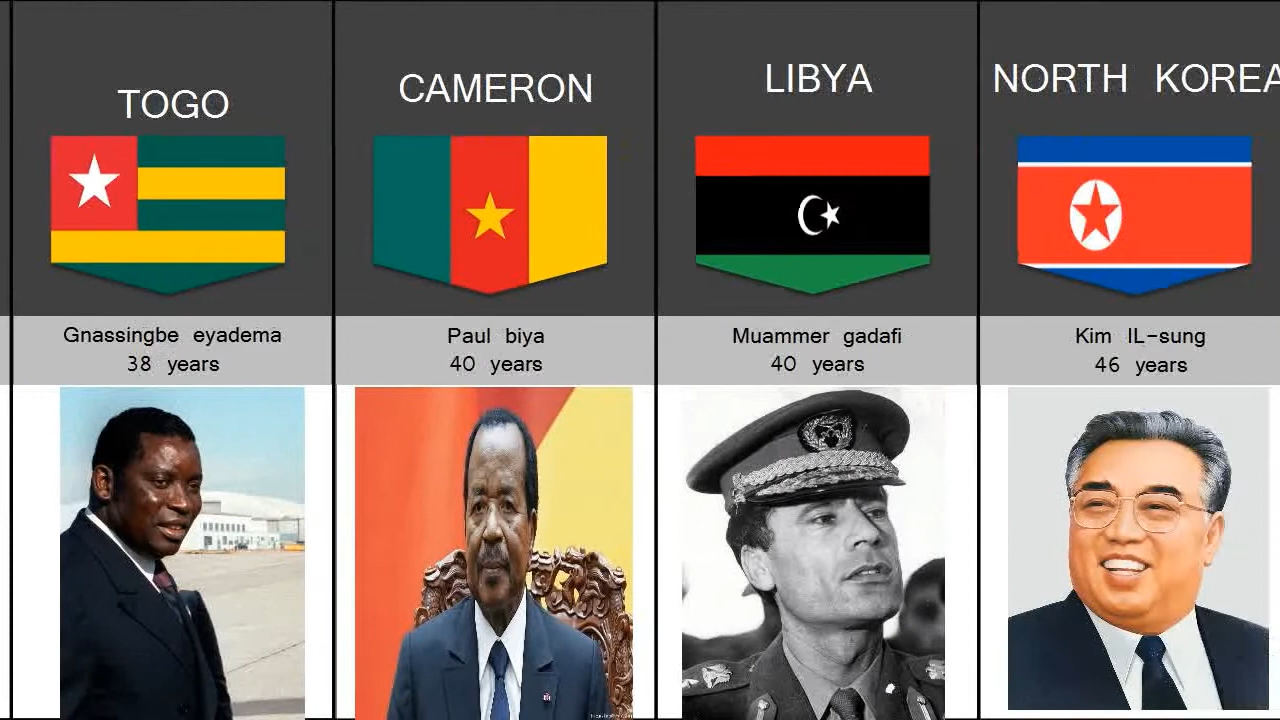 TOGO
Gnassingbe eyadema
38 years
CAMERON
Paul biya
40 years
LIBYA
Muammer gadafi
40 years
NORTH KOREA
Kim IL-sung
46 years